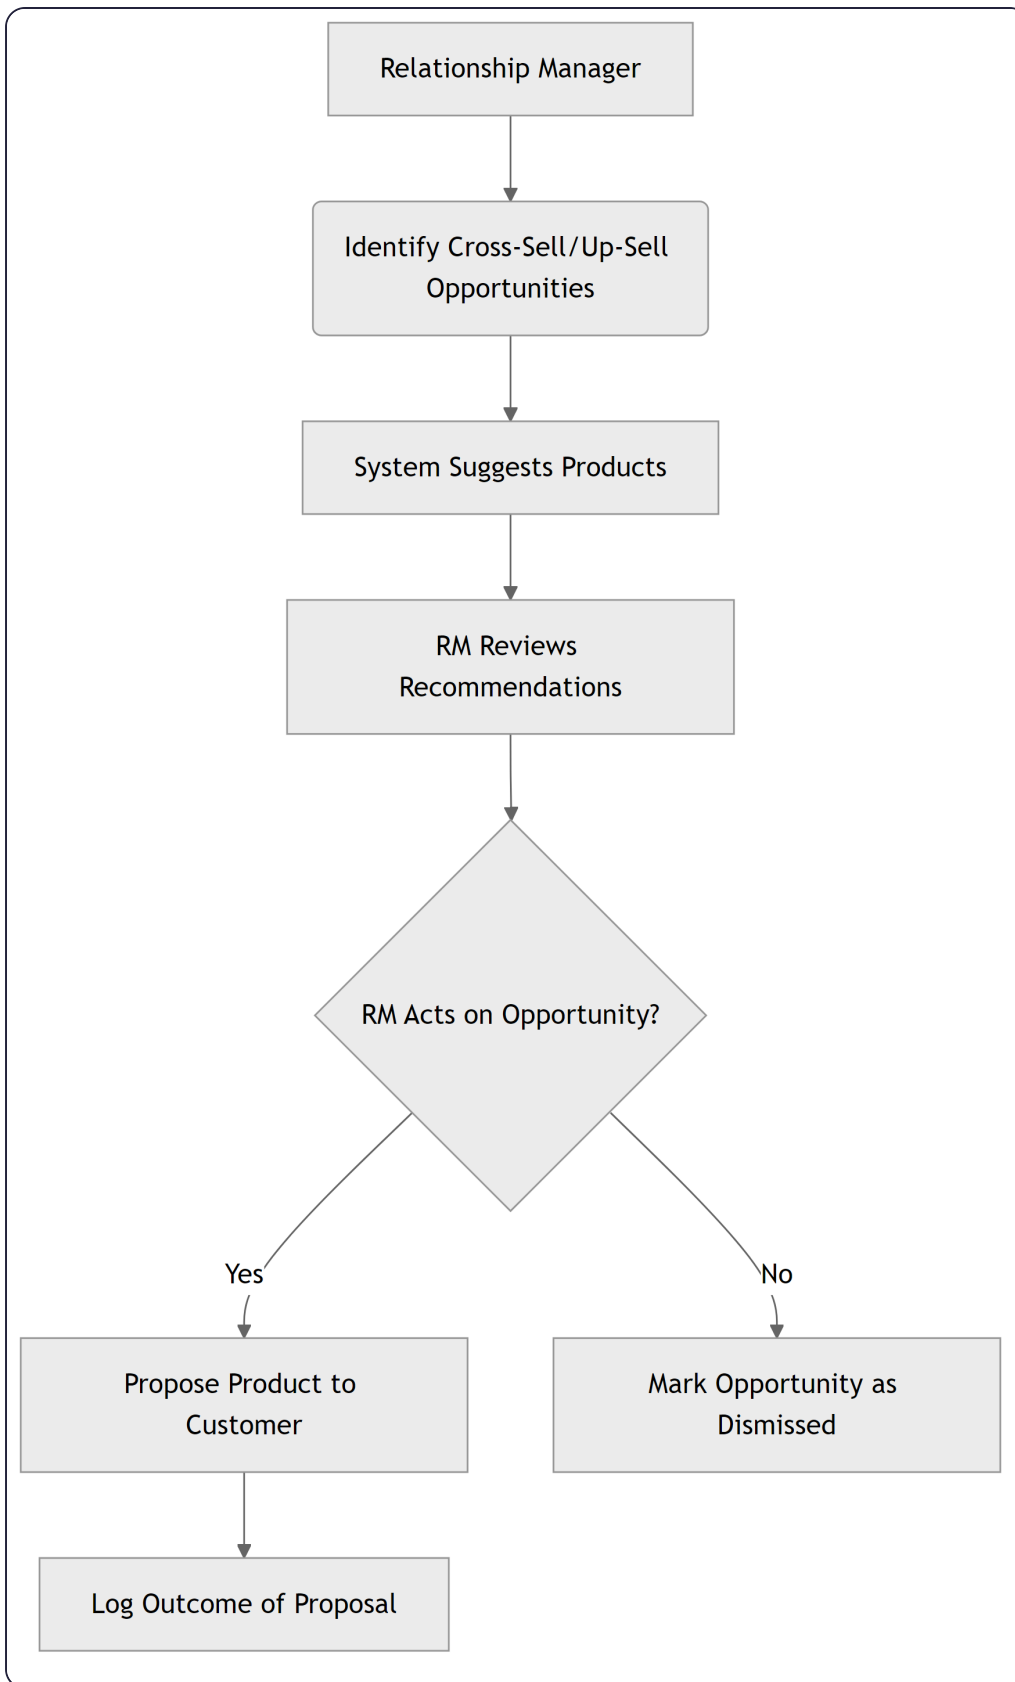 Relationship Manager
Identify Cross-Sell/Up-Sell
Opportunities
System Suggests Products
RM Reviews
Recommendations
RM Acts on Opportunity?
Yes
No
Propose Product to
Customer
Mark Opportunity as
Dismissed
Log Outcome of Proposal